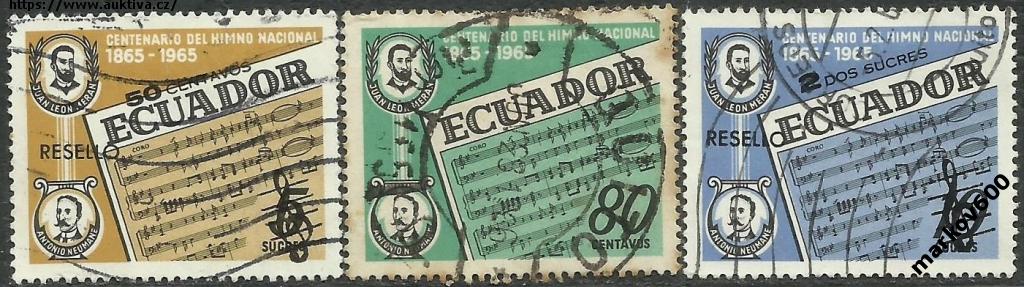 https://www.auktiva.cz/
CENTENARIO DEL HIMNO NACIONAL
1865-1965
50 CENTAVOS
ECUADOR
JUAN LEON MERA
CORO
RESELLO
ANTONIO NEUMANE
SUCRES
CENTENARIO DEL HIMNO NACIONAL
1865-1965
ECUADOR
JUAN LEON MERA
CORO
ANTONIO NEUMANE
80
CENTAVOS
CENTENARIO DEL HIMNO NACIONAL
1865-1965
2 DOS SUCRES
ECUADOR
JUAN LEON MERA
CORO
RESELLO
ANTONIO NEUMANE
markov600